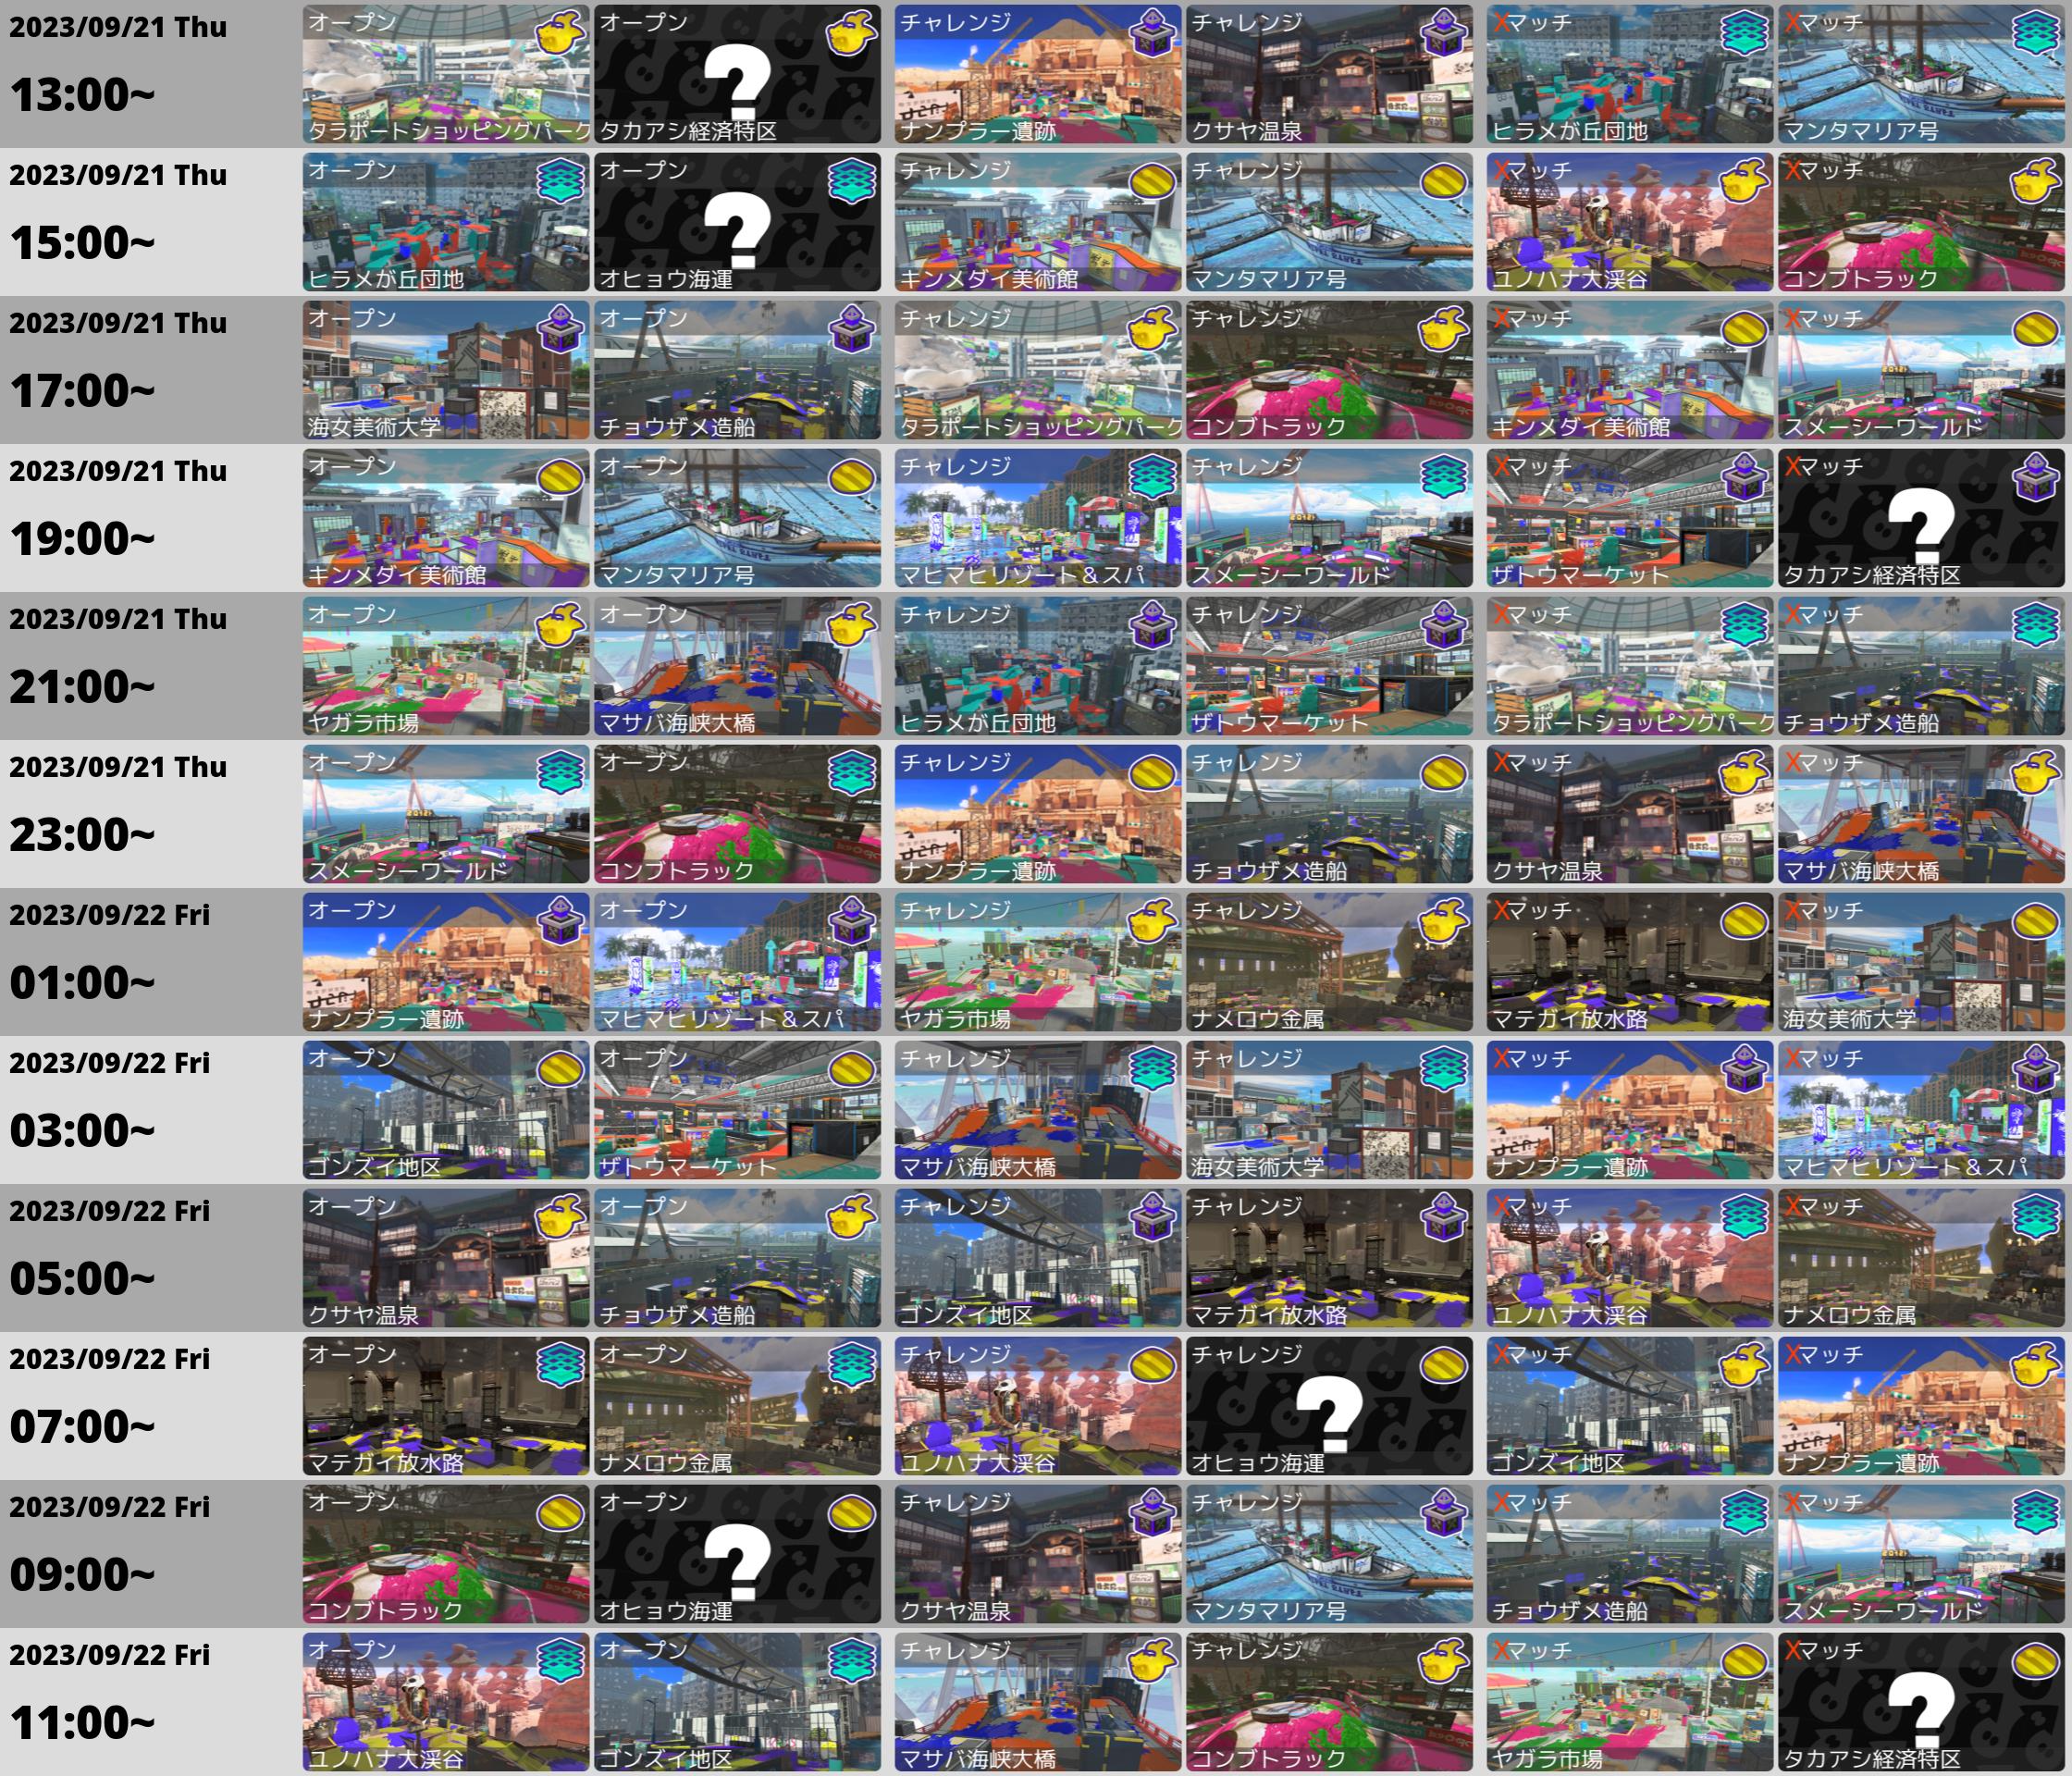 2023/09/21 Thu
13:00~
オープン
タラポートショッピングパーク
オープン
?
タカアシ経済特区
チャレンジ
ナンプラー遺跡
チャレンジ
クサヤ温泉
Xマッチ
ヒラメが丘団地
Xマッチ
マンタマリア号
2023/09/21 Thu
15:00~
オープン
ヒラメが丘団地
オープン
?
オヒョウ海運
チャレンジ
キンメダイ美術館
チャレンジ
マンタマリア号
Xマッチ
ユノハナ大渓谷
Xマッチ
コンブトラック
2023/09/21 Thu
17:00~
オープン
海女美術大学
オープン
チョウザメ造船
チャレンジ
タラポートショッピングパーク
チャレンジ
コンブトラック
Xマッチ
キンメダイ美術館
Xマッチ
スメーシーワールド
2023/09/21 Thu
19:00~
オープン
キンメダイ美術館
オープン
マンタマリア号
チャレンジ
マヒマヒリゾート&スパ
チャレンジ
スメーシーワールド
Xマッチ
ザトウマーケット
Xマッチ
?
タカアシ経済特区
2023/09/21 Thu
21:00~
オープン
ヤガラ市場
オープン
マサバ海峡大橋
チャレンジ
ヒラメが丘団地
チャレンジ
ザトウマーケット
Xマッチ
タラポートショッピングパーク
Xマッチ
チョウザメ造船
2023/09/21 Thu
23:00~
オープン
スメーシーワールド
オープン
コンブトラック
チャレンジ
ナンプラー遺跡
チャレンジ
チョウザメ造船
Xマッチ
クサヤ温泉
Xマッチ
マサバ海峡大橋
2023/09/22 Fri
01:00~
オープン
ナンプラー遺跡
オープン
マヒマヒリゾート&スパ
チャレンジ
ヤガラ市場
チャレンジ
ナメロウ金属
Xマッチ
マテガイ放水路
Xマッチ
海女美術大学
2023/09/22 Fri
03:00~
オープン
ゴンズイ地区
オープン
ザトウマーケット
チャレンジ
マサバ海峡大橋
チャレンジ
海女美術大学
Xマッチ
ナンプラー遺跡
Xマッチ
マヒマヒリゾート&スパ
2023/09/22 Fri
05:00~
オープン
クサヤ温泉
オープン
チョウザメ造船
チャレンジ
ゴンズイ地区
チャレンジ
マテガイ放水路
Xマッチ
ユノハナ大渓谷
Xマッチ
ナメロウ金属
2023/09/22 Fri
07:00~
オープン
マテガイ放水路
オープン
ナメロウ金属
チャレンジ
ユノハナ大渓谷
チャレンジ
?
オヒョウ海運
Xマッチ
ゴンズイ地区
Xマッチ
ナンプラー遺跡
2023/09/22 Fri
09:00~
オープン
コンブトラック
オープン
?
オヒョウ海運
チャレンジ
クサヤ温泉
チャレンジ
マンタマリア号
Xマッチ
チョウザメ造船
Xマッチ
スメーシーワールド
2023/09/22 Fri
11:00~
オープン
ユノハナ大渓谷
オープン
ゴンズイ地区
チャレンジ
マサバ海峡大橋
チャレンジ
コンブトラック
Xマッチ
ヤガラ市場
Xマッチ
?
タカアシ経済特区